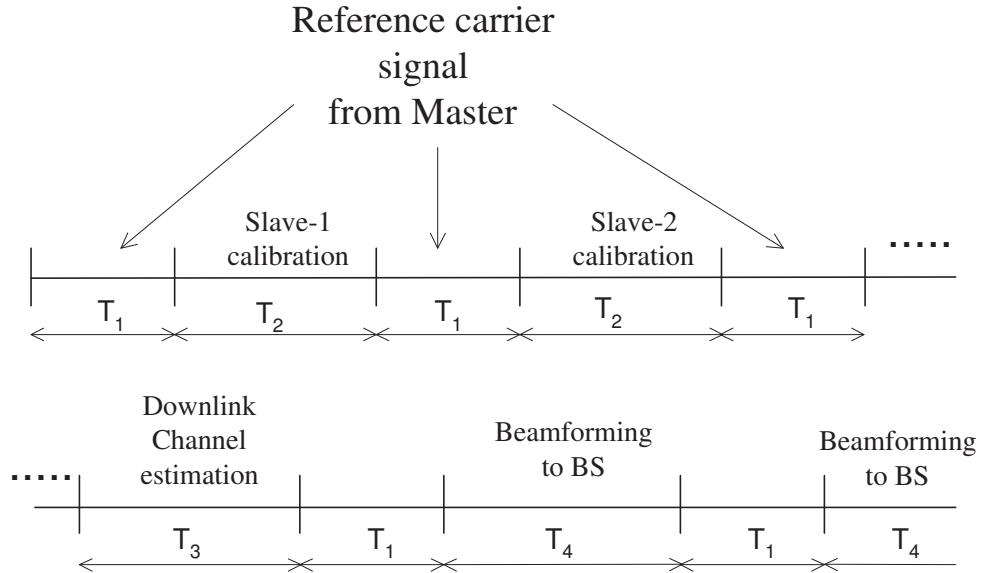 Reference carrier
signal
from Master
Slave-1
calibration
Slave-2
calibration
.....
T1
T2
T1
T2
T1
Downlink
Channel
estimation
Beamforming
to BS
Beamforming
to BS
.....
T3
T1
T4
T1
T4